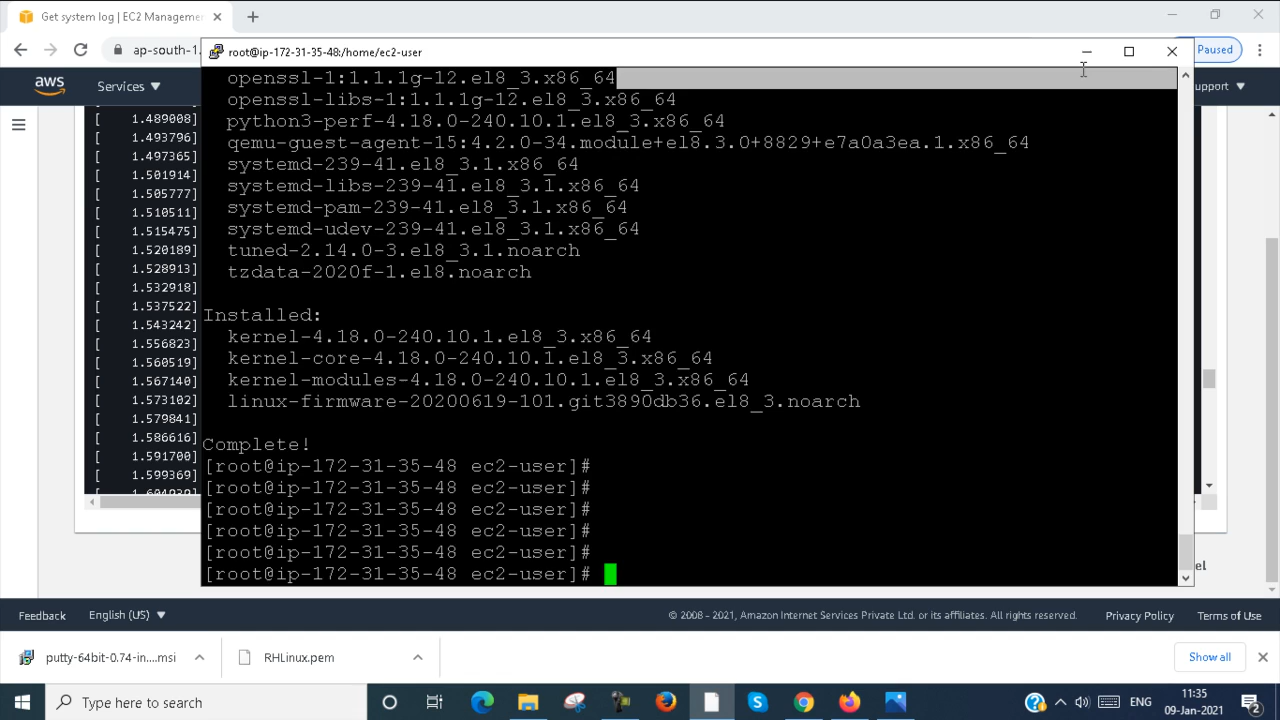 Get system log | EC2 Manageme
ap-south-1.
Paused
root@ip-172-31-35-48:/home/ec2-user
aws
Services
upport
openssl-1:1.1.1g-12.el8_3.x86_64
openssl-libs-1:1.1.1g-12.el8_3.x86_64
python3-perf-4.18.0-240.10.1.el8_3.x86_64
qemu-guest-agent-15:4.2.0-34.module+el8.3.0+8829+e7a0a3ea.1.x86_64
systemd-239-41.el8_3.1.x86_64
systemd-libs-239-41.el8_3.1.x86_64
systemd-pam-239-41.el8_3.1.x86_64
systemd-udev-239-41.el8_3.1.x86_64
tuned-2.14.0-3.el8_3.1.noarch
tzdata-2020f-1.el8.noarch
Installed:
kernel-4.18.0-240.10.1.el8_3.x86_64
kernel-core-4.18.0-240.10.1.el8_3.x86_64
kernel-modules-4.18.0-240.10.1.el8_3.x86_64
linux-firmware-20200619-101.git3890db36.el8_3.noarch
Complete!
[root@ip-172-31-35-48 ec2-user]#
[root@ip-172-31-35-48 ec2-user]#
[root@ip-172-31-35-48 ec2-user]#
[root@ip-172-31-35-48 ec2-user]#
[root@ip-172-31-35-48 ec2-user]#
[root@ip-172-31-35-48 ec2-user]#
[ 1.489008]
[ 1.493796]
[ 1.497365]
[ 1.501914]
[ 1.505777]
[ 1.510511]
[ 1.515475]
[ 1.520189]
[ 1.528913]
[ 1.532918]
[ 1.537522]
[ 1.543242]
[ 1.556823]
[ 1.560519]
[ 1.567140]
[ 1.573102]
[ 1.579841]
[ 1.586616]
[ 1.591700]
[ 1.599369]
[ 1.604939]
el
Feedback
English (US)
© 2008 - 2021, Amazon Internet Services Private Ltd. or its affiliates. All rights reserved.
Privacy Policy
Terms of Use
putty-64bit-0.74-in....msi
RHLinux.pem
Show all
Type here to search
ENG
11:35
09-Jan-2021
2